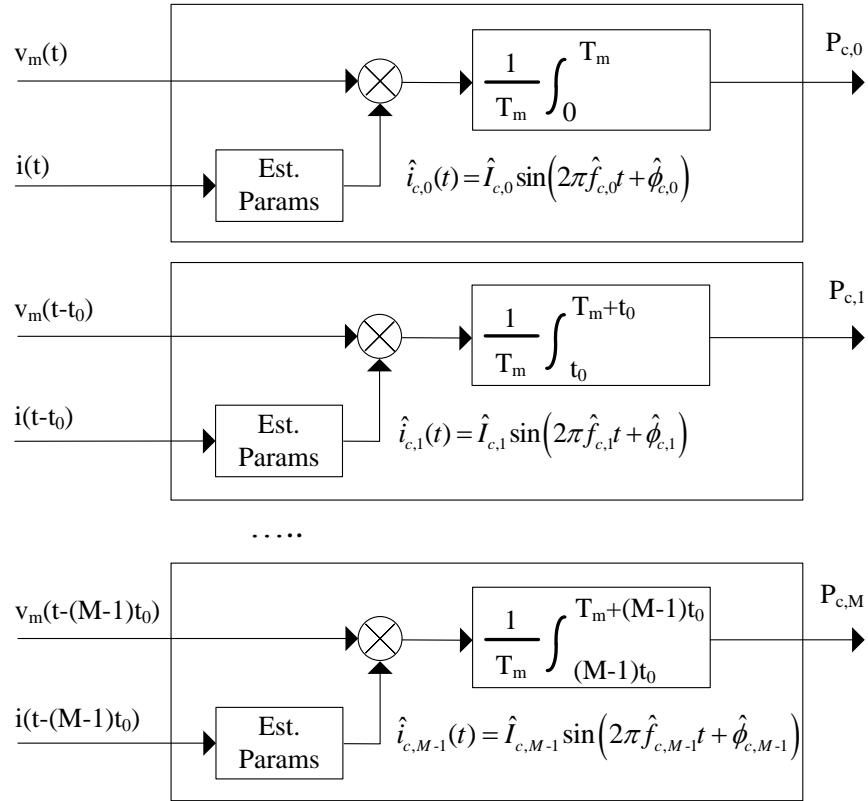 v_m(t)
i(t)
Est.
Params
1
T_m
∫
T_m
0
î_{c,0}(t) = Î_{c,0} sin(2π f̂_{c,0} t + φ̂_{c,0})
P_{c,0}
v_m(t-t_0)
i(t-t_0)
Est.
Params
1
T_m
∫
T_m+t_0
t_0
î_{c,1}(t) = Î_{c,1} sin(2π f̂_{c,1} t + φ̂_{c,1})
P_{c,1}
.....
v_m(t-(M-1)t_0)
i(t-(M-1)t_0)
Est.
Params
1
T_m
∫
T_m+(M-1)t_0
(M-1)t_0
î_{c,M-1}(t) = Î_{c,M-1} sin(2π f̂_{c,M-1} t + φ̂_{c,M-1})
P_{c,M}